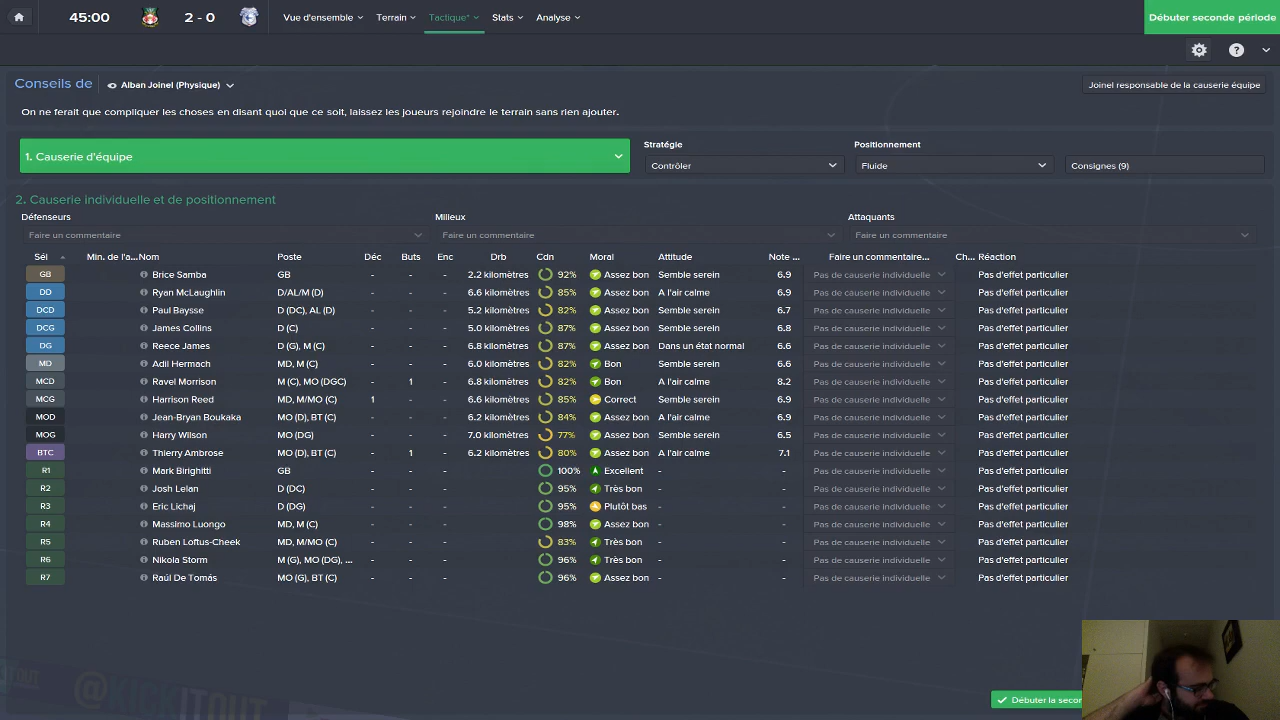 45:00 2 - 0 Vue d'ensemble Terrain Tactique* Stats Analyse Débuter seconde période
?
Conseils de Alban Joinel (Physique) Joinel responsable de la causerie équipe
On ne ferait que compliquer les choses en disant quoi que ce soit, laissez les joueurs rejoindre le terrain sans rien ajouter.
Stratégie Positionnement
1. Causerie d'équipe Contrôler Fluide Consignes (9)
2. Causerie individuelle et de positionnement
Défenseurs Milieux Attaquants
Faire un commentaire Faire un commentaire Faire un commentaire
Sél Min. de l'a... Nom Poste Déc Buts Enc Drb Cdn Moral Attitude Note ... Faire un commentaire... Ch... Réaction
GB Brice Samba GB - - - 2.2 kilomètres 92% Assez bon Semble serein 6.9 Pas de causerie individuelle Pas d'effet particulier
DD Ryan McLaughlin D/AL/M (D) - - - 6.6 kilomètres 85% Assez bon A l'air calme 6.9 Pas de causerie individuelle Pas d'effet particulier
DCD Paul Baysse D (DC), AL (D) - - - 5.2 kilomètres 82% Assez bon Semble serein 6.7 Pas de causerie individuelle Pas d'effet particulier
DCG James Collins D (C) - - - 5.0 kilomètres 87% Assez bon Semble serein 6.8 Pas de causerie individuelle Pas d'effet particulier
DG Reece James D (G), M (C) - - - 6.8 kilomètres 87% Assez bon Dans un état normal 6.6 Pas de causerie individuelle Pas d'effet particulier
MD Adil Hermach MD, M (C) - - - 6.0 kilomètres 82% Bon Semble serein 6.6 Pas de causerie individuelle Pas d'effet particulier
MCD Ravel Morrison M (C), MO (DGC) - 1 - 6.8 kilomètres 82% Bon A l'air calme 8.2 Pas de causerie individuelle Pas d'effet particulier
MCG Harrison Reed MD, M/MO (C) 1 - - 6.6 kilomètres 85% Correct Semble serein 6.9 Pas de causerie individuelle Pas d'effet particulier
MOD Jean-Bryan Boukaka MO (D), BT (C) - - - 6.2 kilomètres 84% Assez bon A l'air calme 6.9 Pas de causerie individuelle Pas d'effet particulier
MOG Harry Wilson MO (DG) - - - 7.0 kilomètres 77% Assez bon Semble serein 6.5 Pas de causerie individuelle Pas d'effet particulier
BTC Thierry Ambrose MO (D), BT (C) - 1 - 6.2 kilomètres 80% Assez bon A l'air calme 7.1 Pas de causerie individuelle Pas d'effet particulier
R1 Mark Birighitti GB 100% Excellent - - Pas de causerie individuelle Pas d'effet particulier
R2 Josh Lelan D (DC) 95% Très bon - - Pas de causerie individuelle Pas d'effet particulier
R3 Eric Lichaj D (DG) 95% Plutôt bas - - Pas de causerie individuelle Pas d'effet particulier
R4 Massimo Luongo MD, M (C) 98% Assez bon - - Pas de causerie individuelle Pas d'effet particulier
R5 Ruben Loftus-Cheek MD, M/MO (C) 83% Très bon - - Pas de causerie individuelle Pas d'effet particulier
R6 Nikola Storm M (G), MO (DG), ... 96% Très bon - - Pas de causerie individuelle Pas d'effet particulier
R7 Raúl De Tomás MO (G), BT (C) 96% Assez bon - - Pas de causerie individuelle Pas d'effet particulier
@KICKITOUT
Débuter la secon